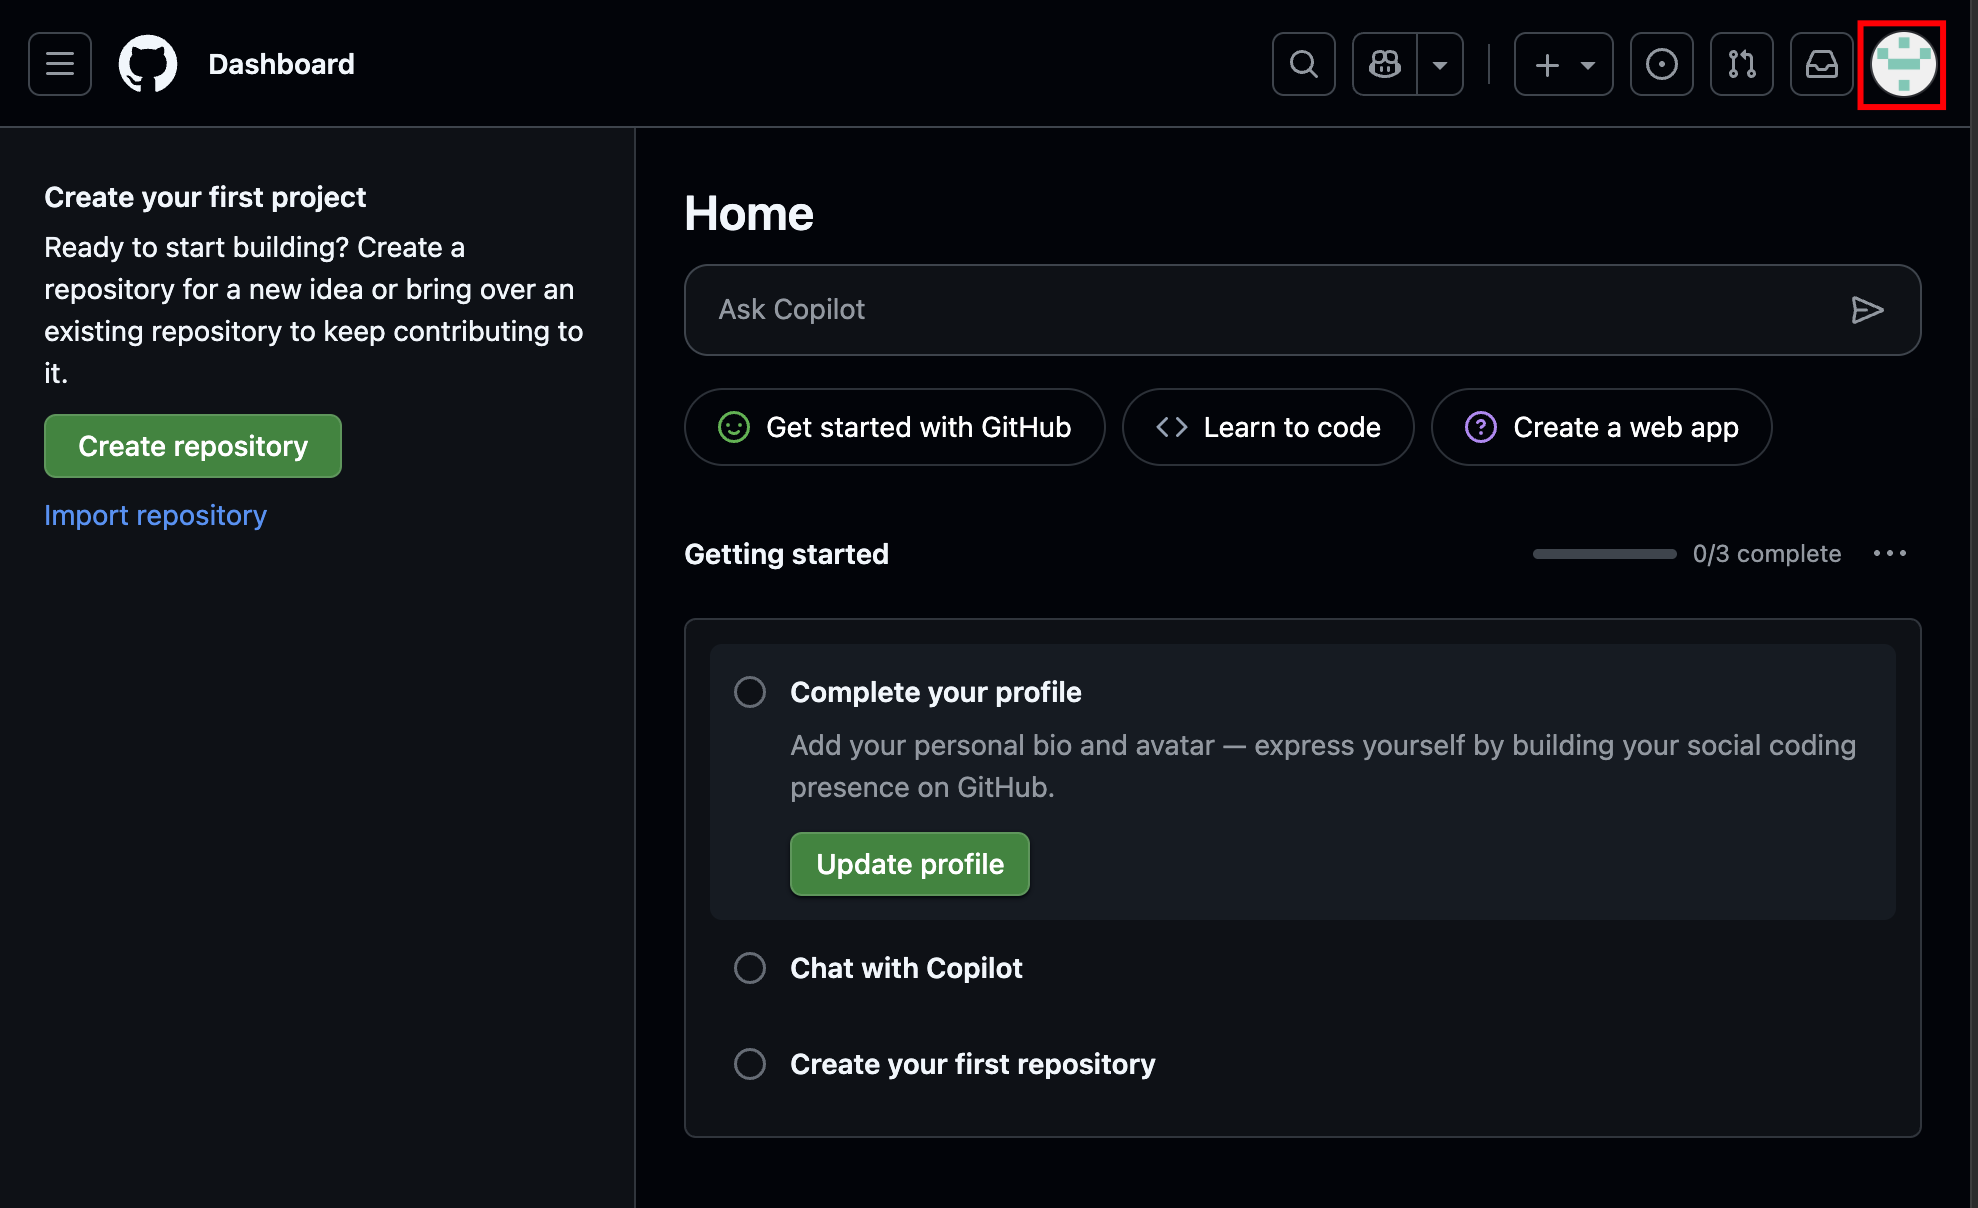 Dashboard
Create your first project
Ready to start building? Create a
repository for a new idea or bring over an
existing repository to keep contributing to
it.
Create repository
Import repository
Home
Ask Copilot
Get started with GitHub
Learn to code
Create a web app
Getting started
0/3 complete
Complete your profile
Add your personal bio and avatar — express yourself by building your social coding
presence on GitHub.
Update profile
Chat with Copilot
Create your first repository